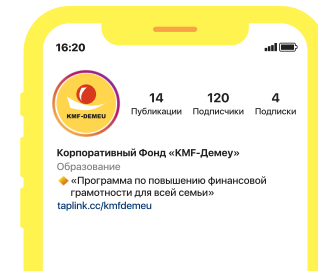 16:20
KMF-DEMEU
14 120 4
Публикации Подписчики Подписки
Корпоративный Фонд «KMF-Демеу»
Образование
🔸 «Программа по повышению финансовой
грамотности для всей семьи»
taplink.cc/kmfdemeu